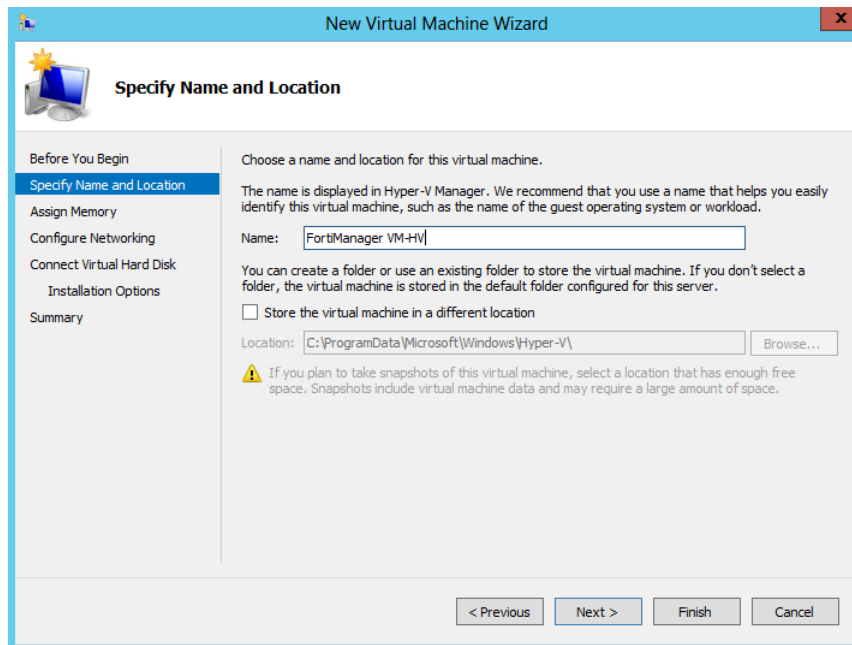 New Virtual Machine Wizard
x
Specify Name and Location
Before You Begin
Specify Name and Location
Assign Memory
Configure Networking
Connect Virtual Hard Disk
Installation Options
Summary
Choose a name and location for this virtual machine.
The name is displayed in Hyper-V Manager. We recommend that you use a name that helps you easily
identify this virtual machine, such as the name of the guest operating system or workload.
Name: FortiManager VM-HV
You can create a folder or use an existing folder to store the virtual machine. If you don't select a
folder, the virtual machine is stored in the default folder configured for this server.
Store the virtual machine in a different location
Location: C:\ProgramData\Microsoft\Windows\Hyper-V\ Browse...
If you plan to take snapshots of this virtual machine, select a location that has enough free
space. Snapshots include virtual machine data and may require a large amount of space.
< Previous Next > Finish Cancel